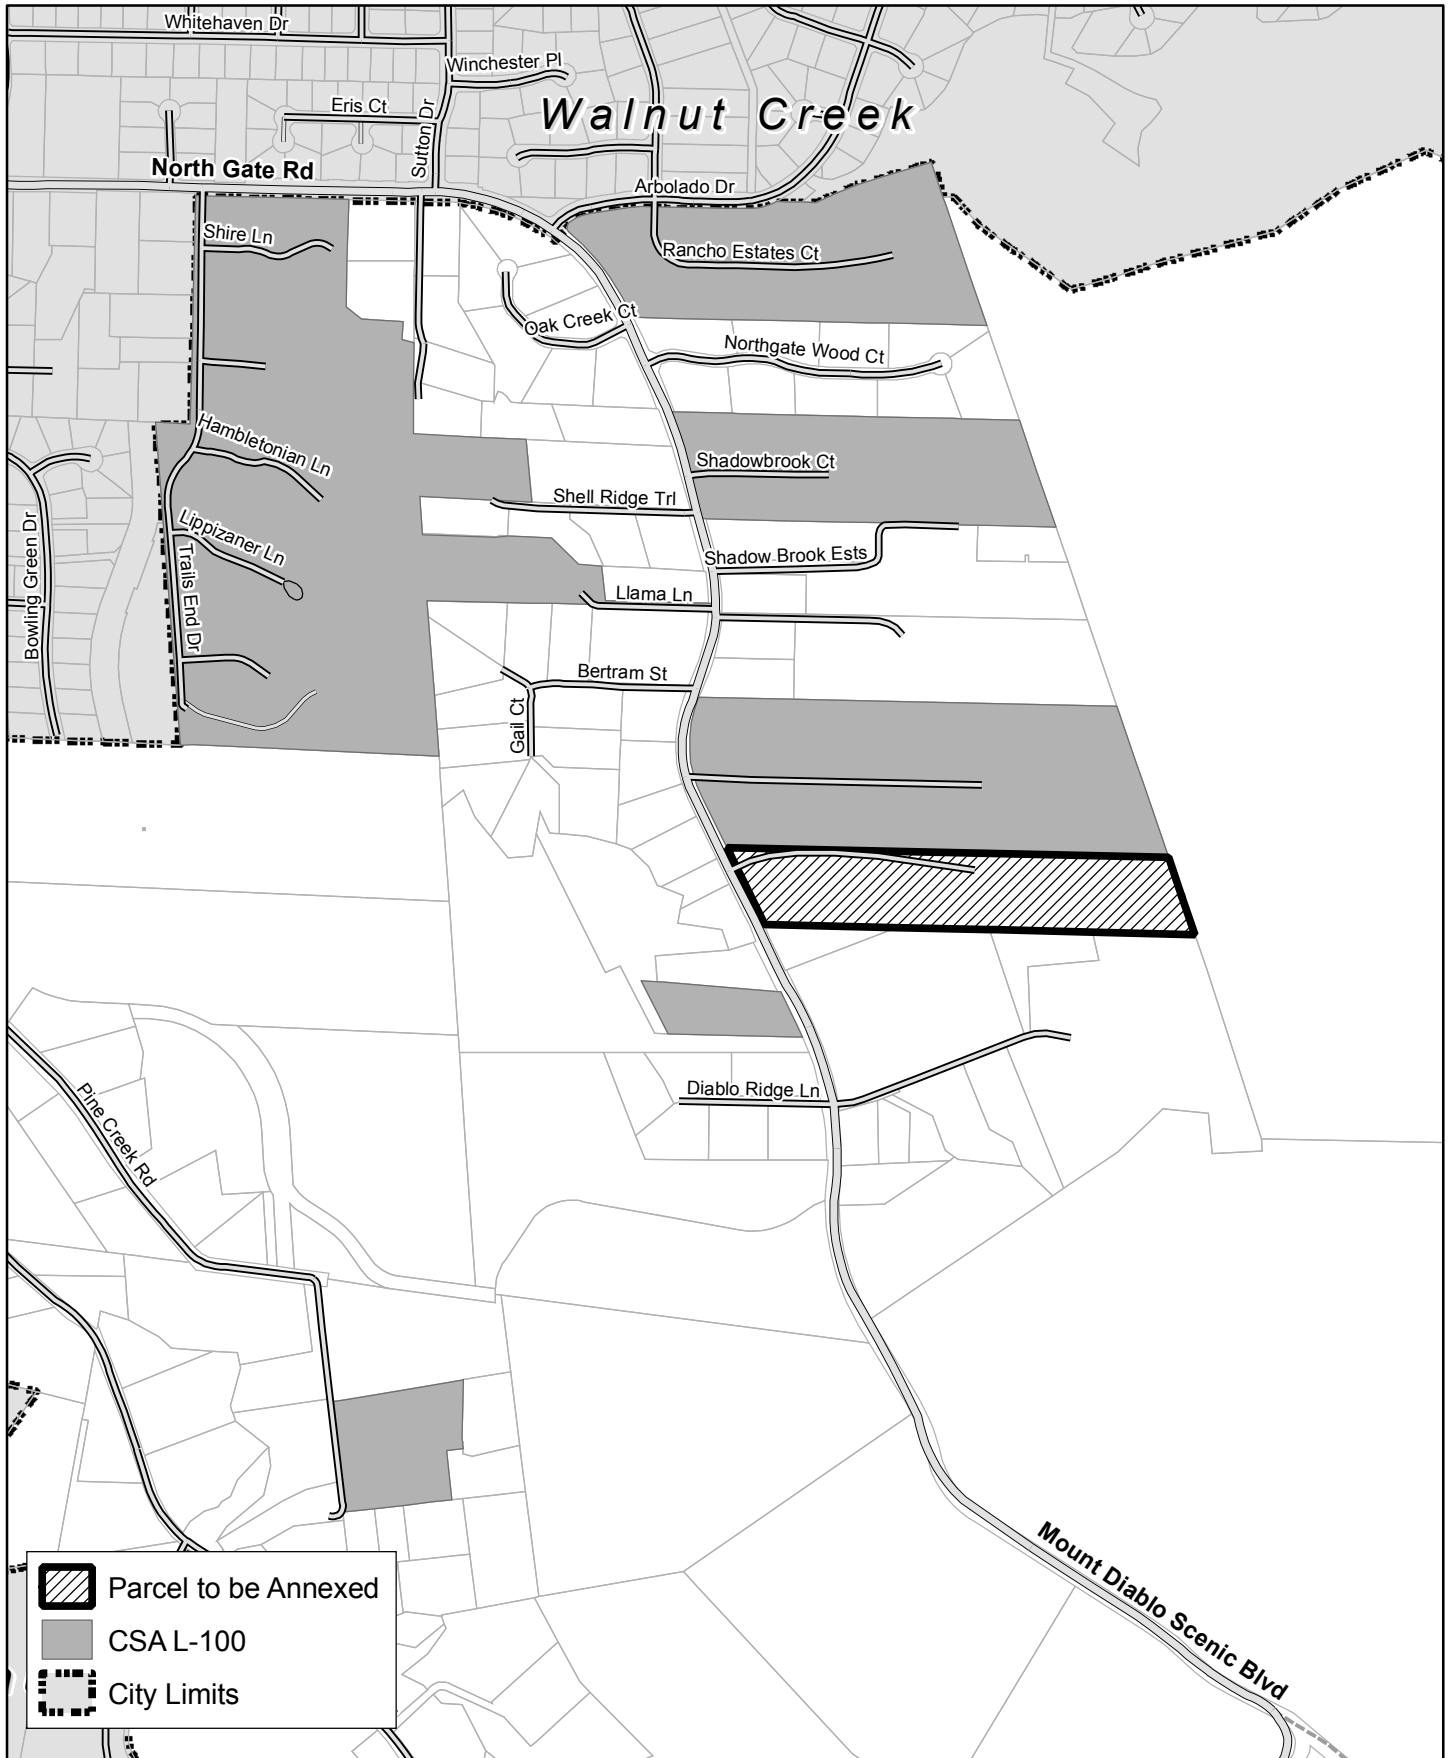 Whitehaven Dr
Winchester Pl
Eris Ct
Sutton Dr
Walnut Creek
North Gate Rd
Arbolado Dr
Shire Ln
Rancho Estates Ct
Oak Creek Ct
Northgate Wood Ct
Hambletonian Ln
Shadowbrook Ct
Shell Ridge Trl
Lippizaner Ln
Shadow Brook Ests
Bowling Green Dr
Trails End Dr
Llama Ln
Bertram St
Gail Ct
Diablo Ridge Ln
Pine Creek Rd
Mount Diablo Scenic Blvd
Parcel to be Annexed
CSA L-100
City Limits